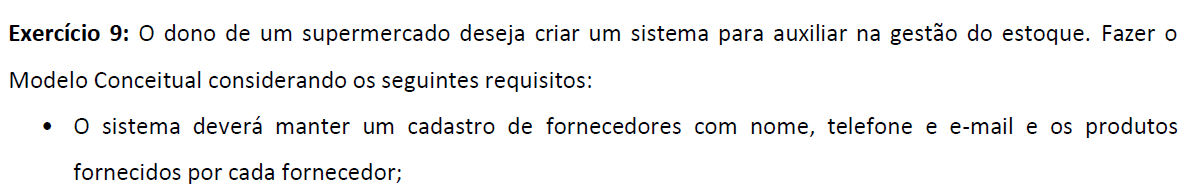 Exercício 9: O dono de um supermercado deseja criar um sistema para auxiliar na gestão do estoque. Fazer o
Modelo Conceitual considerando os seguintes requisitos:
• O sistema deverá manter um cadastro de fornecedores com nome, telefone e e-mail e os produtos
fornecidos por cada fornecedor;